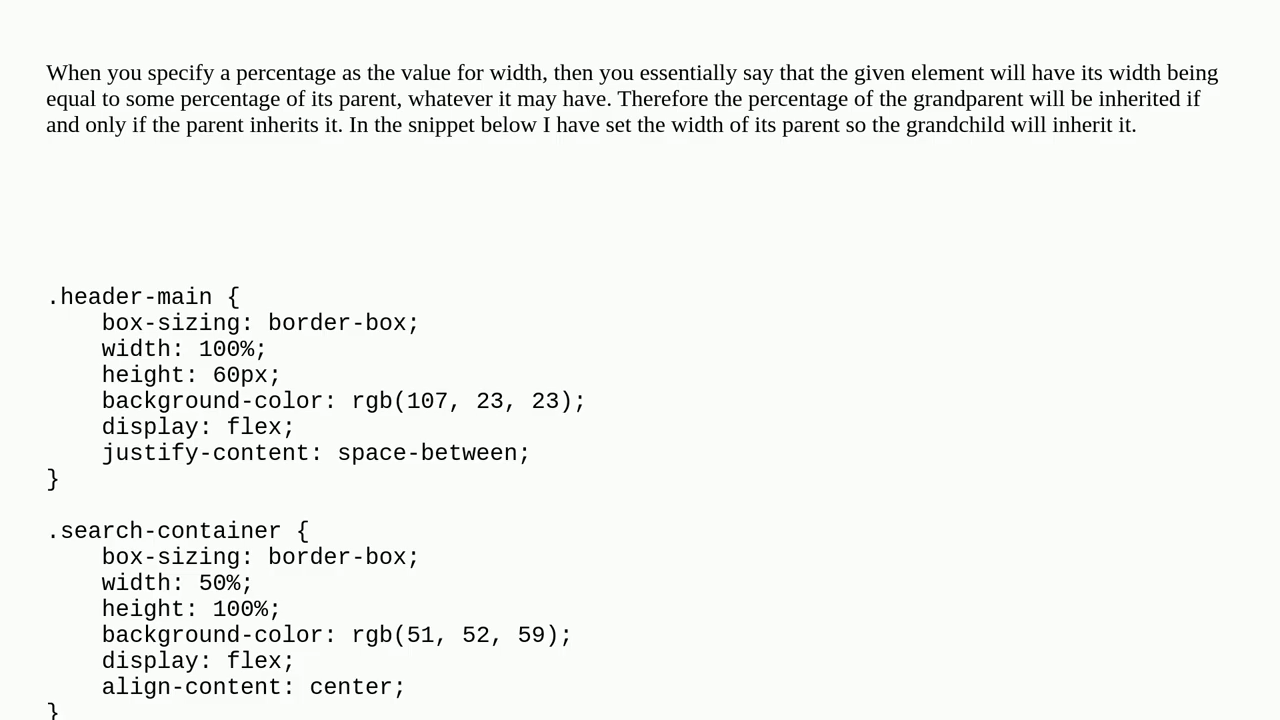 When you specify a percentage as the value for width, then you essentially say that the given element will have its width being
equal to some percentage of its parent, whatever it may have. Therefore the percentage of the grandparent will be inherited if
and only if the parent inherits it. In the snippet below I have set the width of its parent so the grandchild will inherit it.
.header-main {
    box-sizing: border-box;
    width: 100%;
    height: 60px;
    background-color: rgb(107, 23, 23);
    display: flex;
    justify-content: space-between;
}
.search-container {
    box-sizing: border-box;
    width: 50%;
    height: 100%;
    background-color: rgb(51, 52, 59);
    display: flex;
    align-content: center;
}